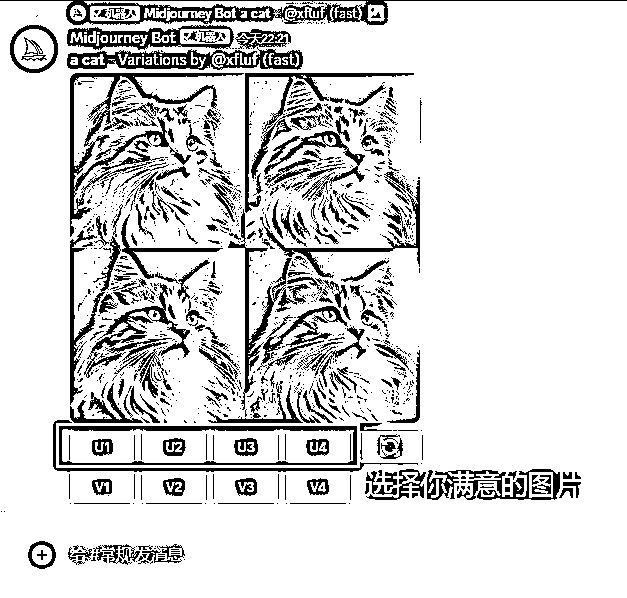 机器人 Midjourney Bot a cat - @xfluf (fast)
Midjourney Bot 机器人 今天22:21
a cat - Variations by @xfluf (fast)
U1 U2 U3 U4
V1 V2 V3 V4
选择你满意的图片
给#常规 发消息